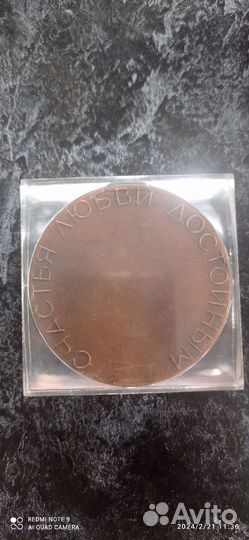 СЧАСТЬЯ ЛЮБВИ ДОСТОЙНЫМ
REDMI NOTE 9
AI QUAD CAMERA
Avito
2024/2/21 11:36